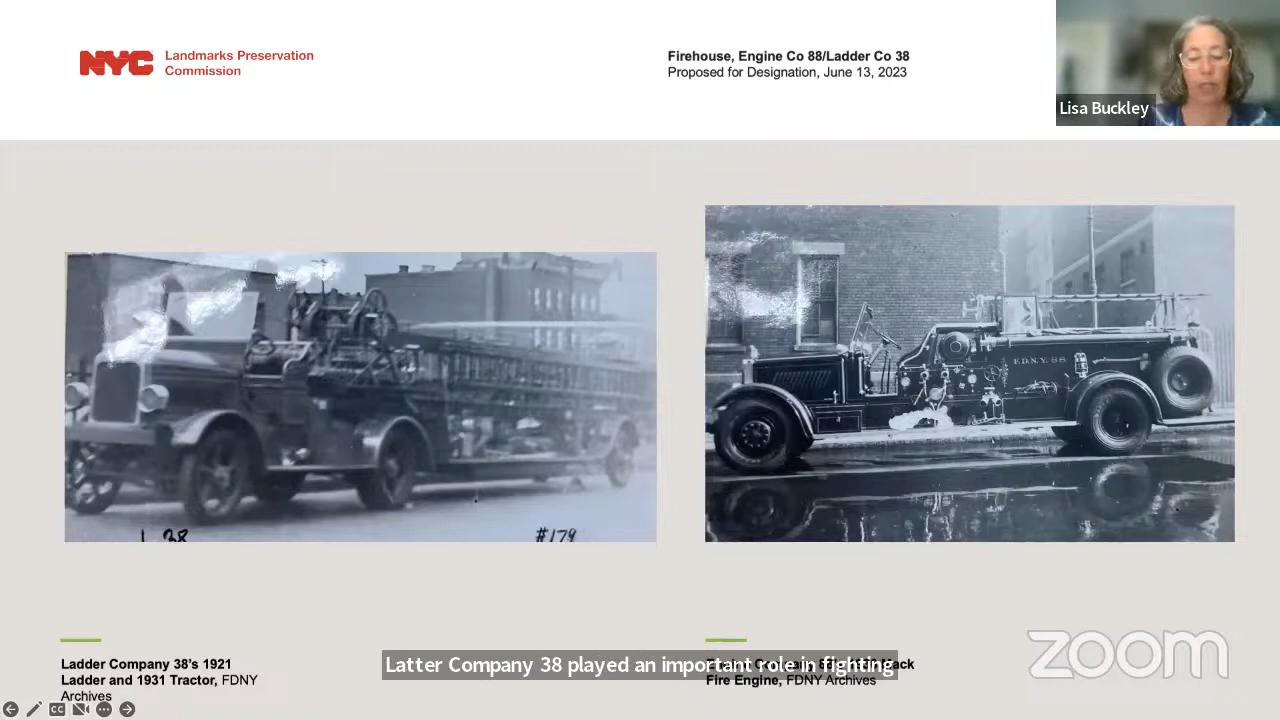 NYC
Landmarks Preservation
Commission
Firehouse, Engine Co 88/Ladder Co 38
Proposed for Designation, June 13, 2023
Lisa Buckley
F.D.N.Y. 88
L 38
#179
Ladder Company 38's 1921
Ladder and 1931 Tractor, FDNY
Archives
Latter Company 38 played an important role in fighting
Fire Engine, FDNY Archives
zoom
CC